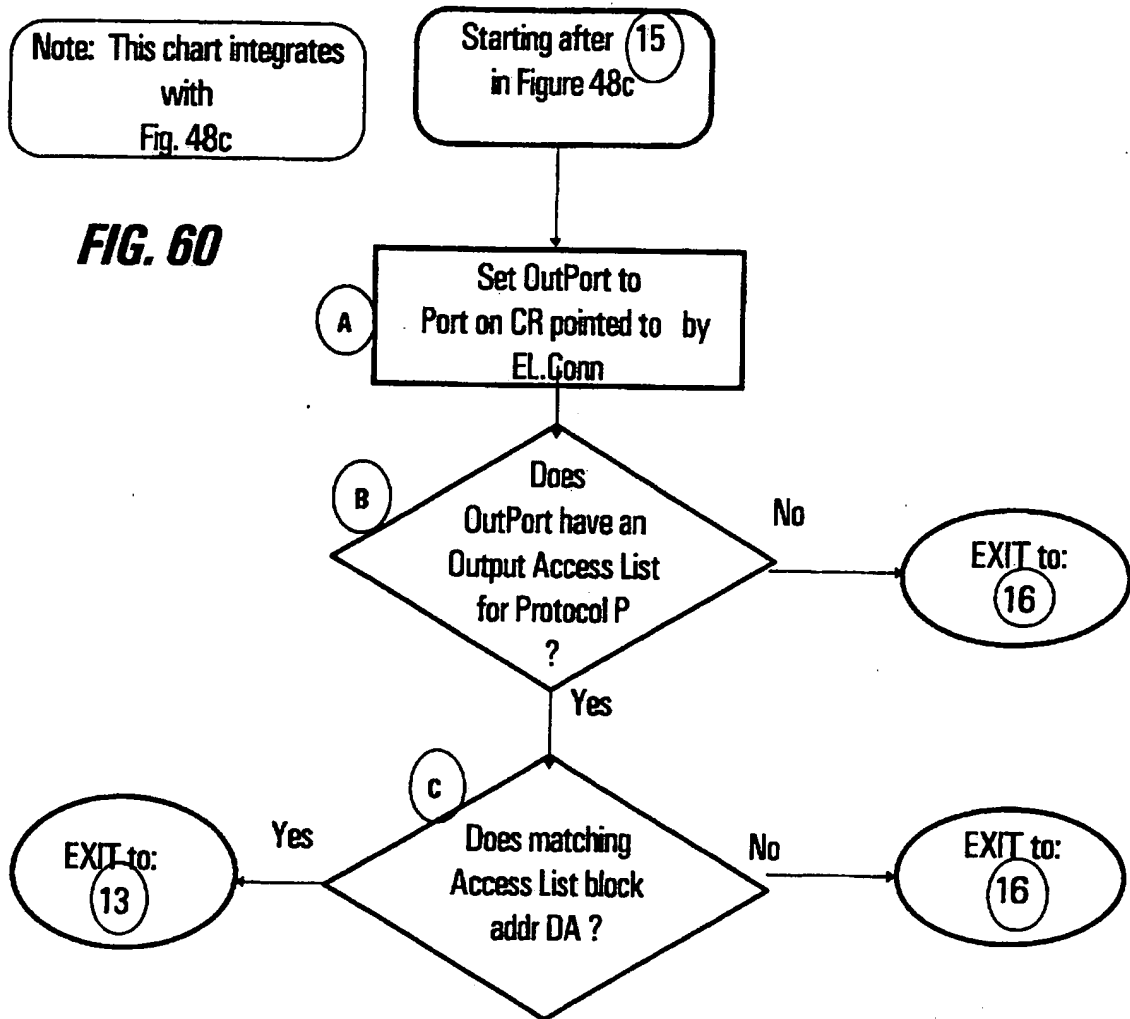 Note: This chart integrates
with
Fig. 48c
Starting after 15
in Figure 48c
FIG. 60
A
Set OutPort to
Port on CR pointed to by
EL.Conn
B
Does
OutPort have an
Output Access List
for Protocol P
?
No
EXIT to:
16
Yes
C
Does matching
Access List block
addr DA ?
Yes
EXIT to:
13
No
EXIT to:
16